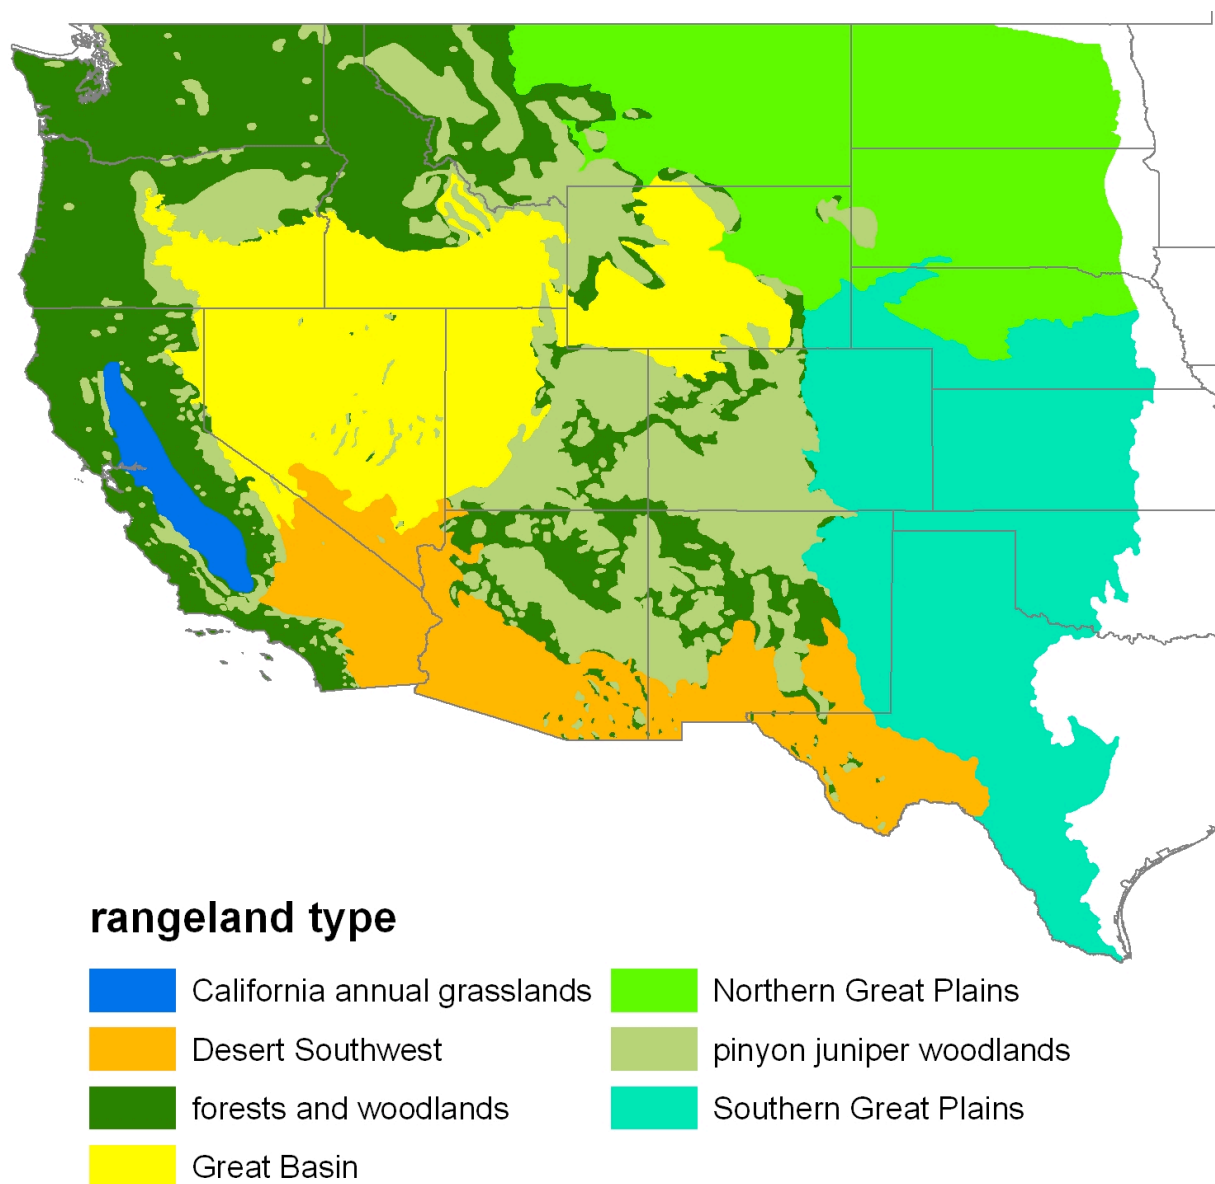 rangeland type
California annual grasslands
Desert Southwest
forests and woodlands
Great Basin
Northern Great Plains
pinyon juniper woodlands
Southern Great Plains